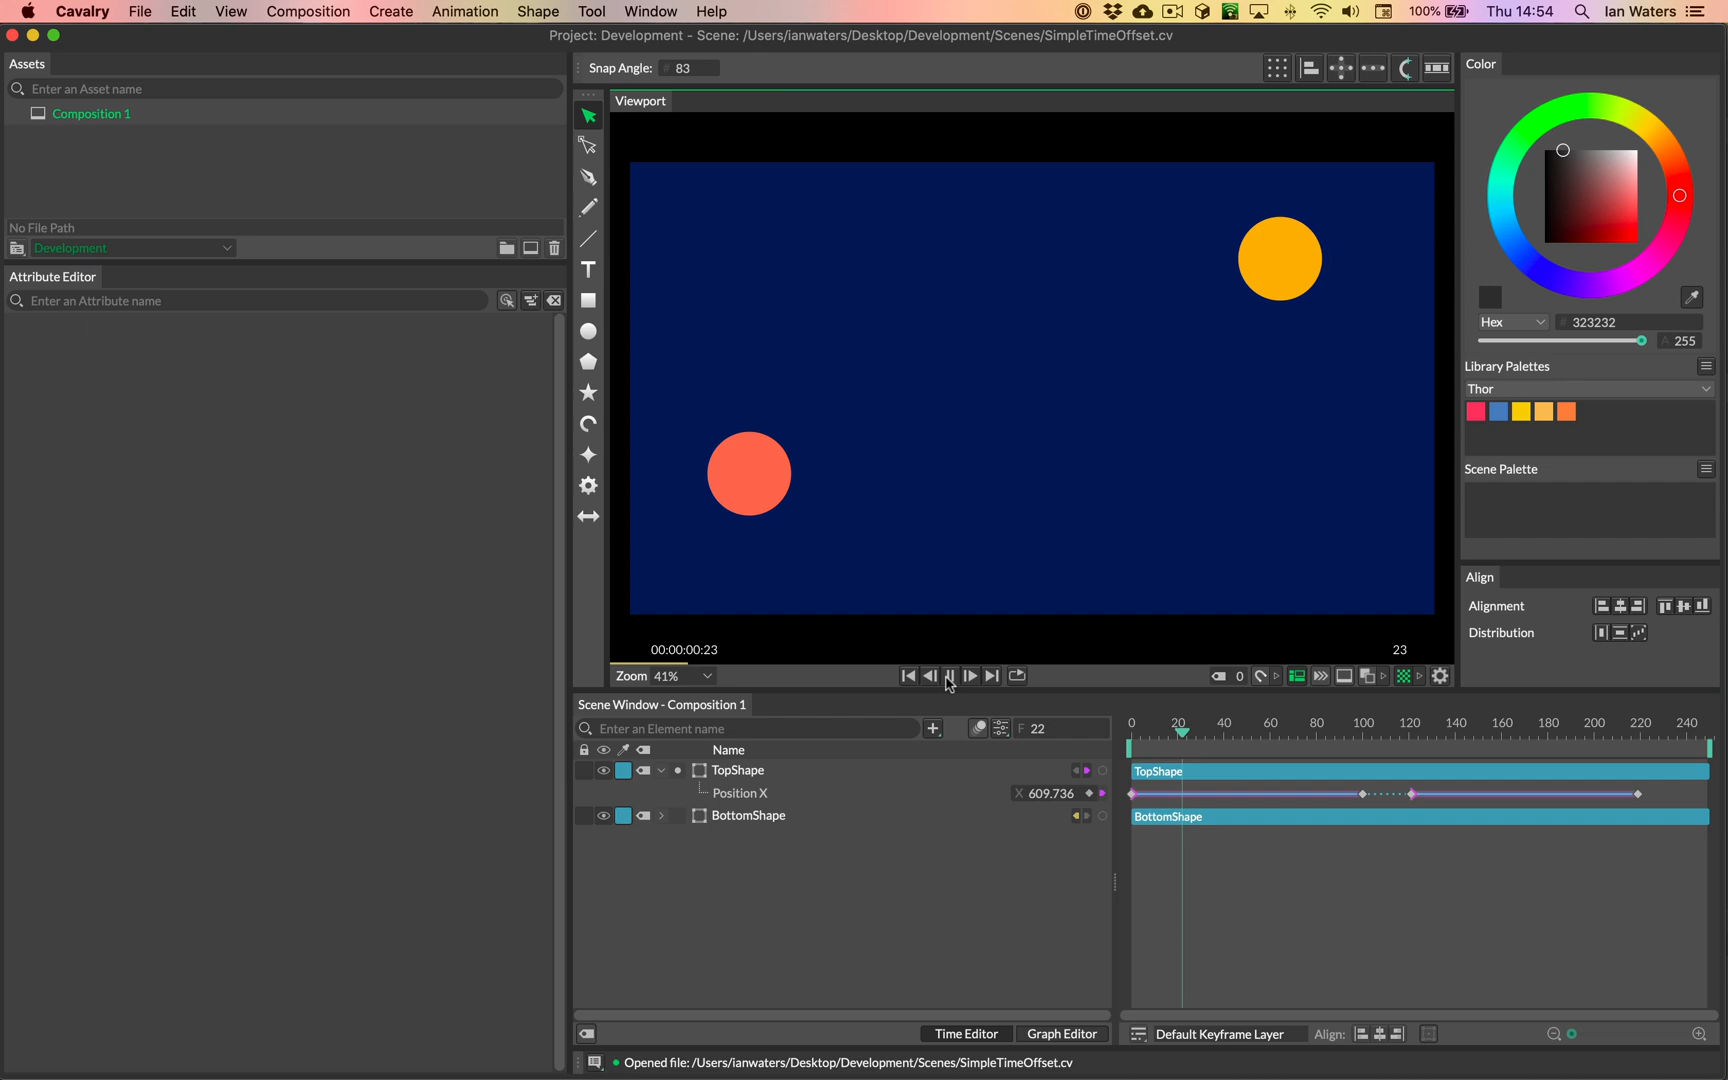 Cavalry File Edit View Composition Create Animation Shape Tool Window Help 100% Thu 14:54 Ian Waters
Project: Development - Scene: /Users/ianwaters/Desktop/Development/Scenes/SimpleTimeOffset.cv
Assets
Enter an Asset name
Composition 1
No File Path
Development
Attribute Editor
Enter an Attribute name
Snap Angle: # 83
Viewport
00:00:00:23
23
Zoom 41%
0
Scene Window - Composition 1
Enter an Element name
F 22
Name
TopShape
Position X
X 609.736
BottomShape
0 20 40 60 80 100 120 140 160 180 200 220 240
TopShape
BottomShape
Time Editor
Graph Editor
Default Keyframe Layer
Align:
Opened file: /Users/ianwaters/Desktop/Development/Scenes/SimpleTimeOffset.cv
Color
Hex
# 323232
A 255
Library Palettes
Thor
Scene Palette
Align
Alignment
Distribution